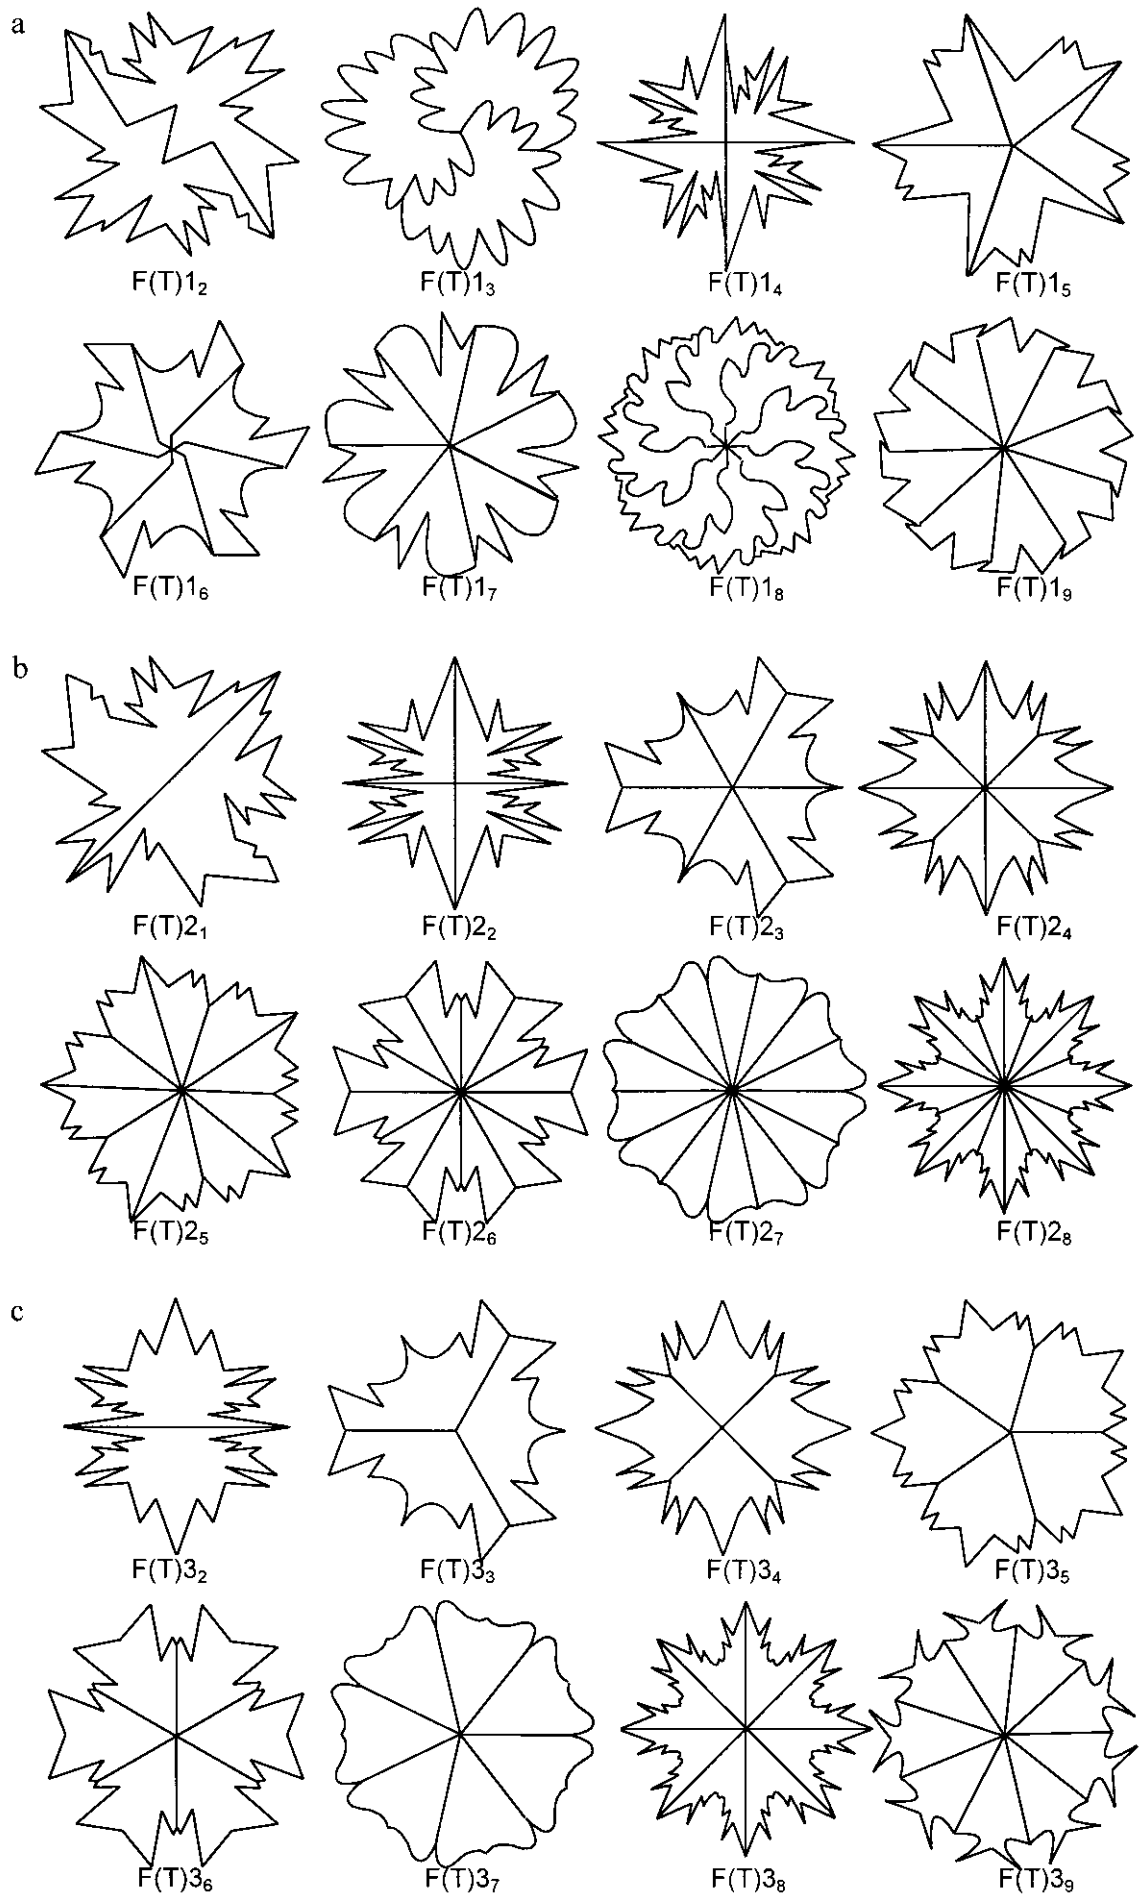 a
F(T)1₂ F(T)1₃ F(T)1₄ F(T)1₅
F(T)1₆ F(T)1₇ F(T)1₈ F(T)1₉
b
F(T)2₁ F(T)2₂ F(T)2₃ F(T)2₄
F(T)2₅ F(T)2₆ F(T)2₇ F(T)2₈
c
F(T)3₂ F(T)3₃ F(T)3₄ F(T)3₅
F(T)3₆ F(T)3₇ F(T)3₈ F(T)3₉